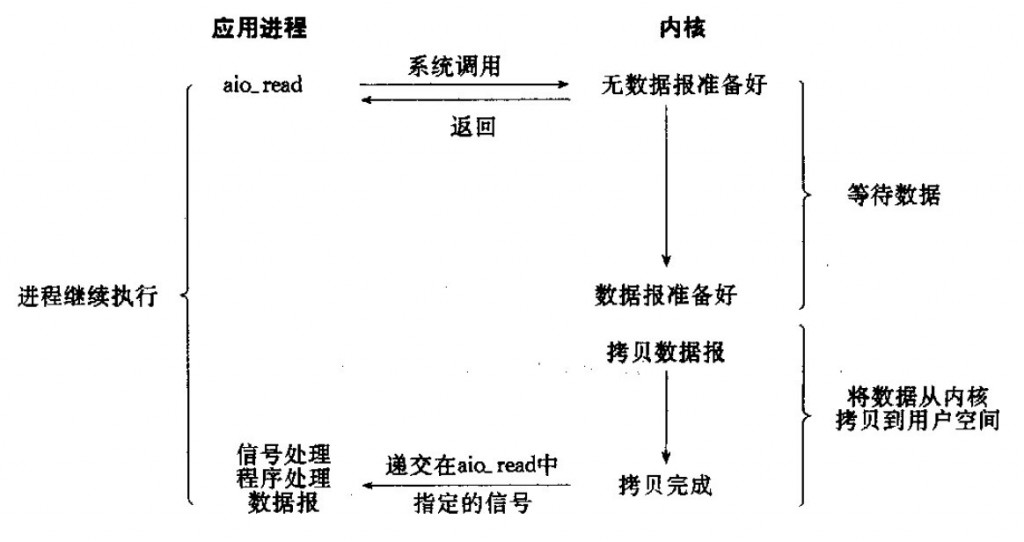 应用进程
内核
aio_read
系统调用
无数据报准备好
返回
等待数据
进程继续执行
数据报准备好
拷贝数据报
将数据从内核
拷贝到用户空间
信号处理
程序处理
数据报
递交在aio_read中
指定的信号
拷贝完成